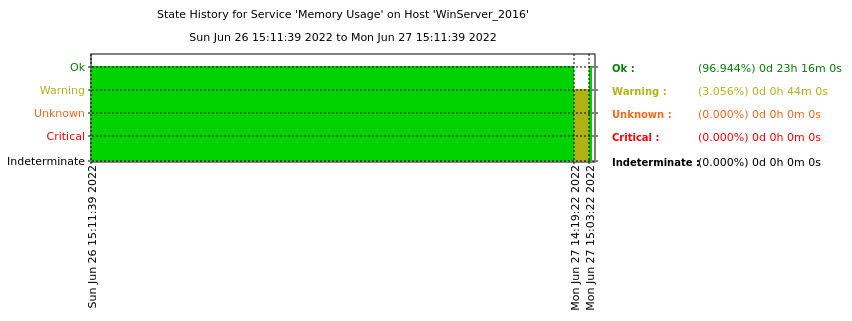 State History for Service 'Memory Usage' on Host 'WinServer_2016'
Sun Jun 26 15:11:39 2022 to Mon Jun 27 15:11:39 2022
Ok
Warning
Unknown
Critical
Indeterminate
Ok : (96.944%) 0d 23h 16m 0s
Warning : (3.056%) 0d 0h 44m 0s
Unknown : (0.000%) 0d 0h 0m 0s
Critical : (0.000%) 0d 0h 0m 0s
Indeterminate : (0.000%) 0d 0h 0m 0s
Sun Jun 26 15:11:39 2022
Mon Jun 27 14:19:22 2022
Mon Jun 27 15:03:22 2022